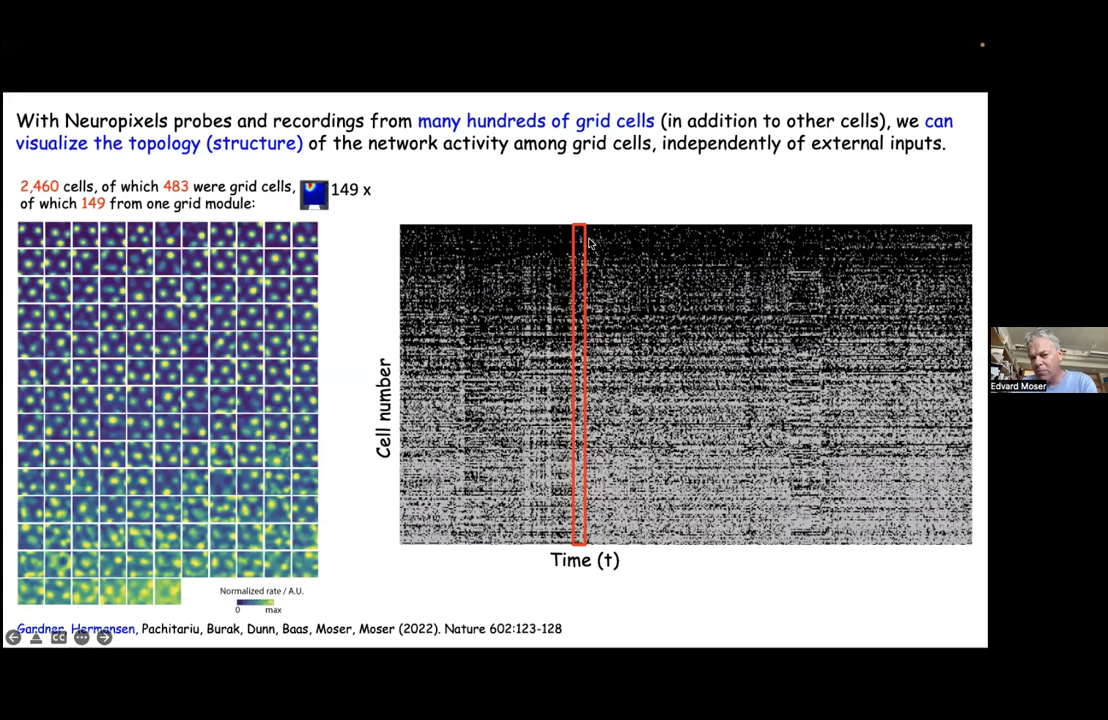 With Neuropixels probes and recordings from many hundreds of grid cells (in addition to other cells), we can
visualize the topology (structure) of the network activity among grid cells, independently of external inputs.
2,460 cells, of which 483 were grid cells,
of which 149 from one grid module:
149 x
Cell number
Time (t)
Normalized rate / A.U.
0 max
Gardner, Hermansen, Pachitariu, Burak, Dunn, Baas, Moser, Moser (2022). Nature 602:123-128
CC
Edvard Moser